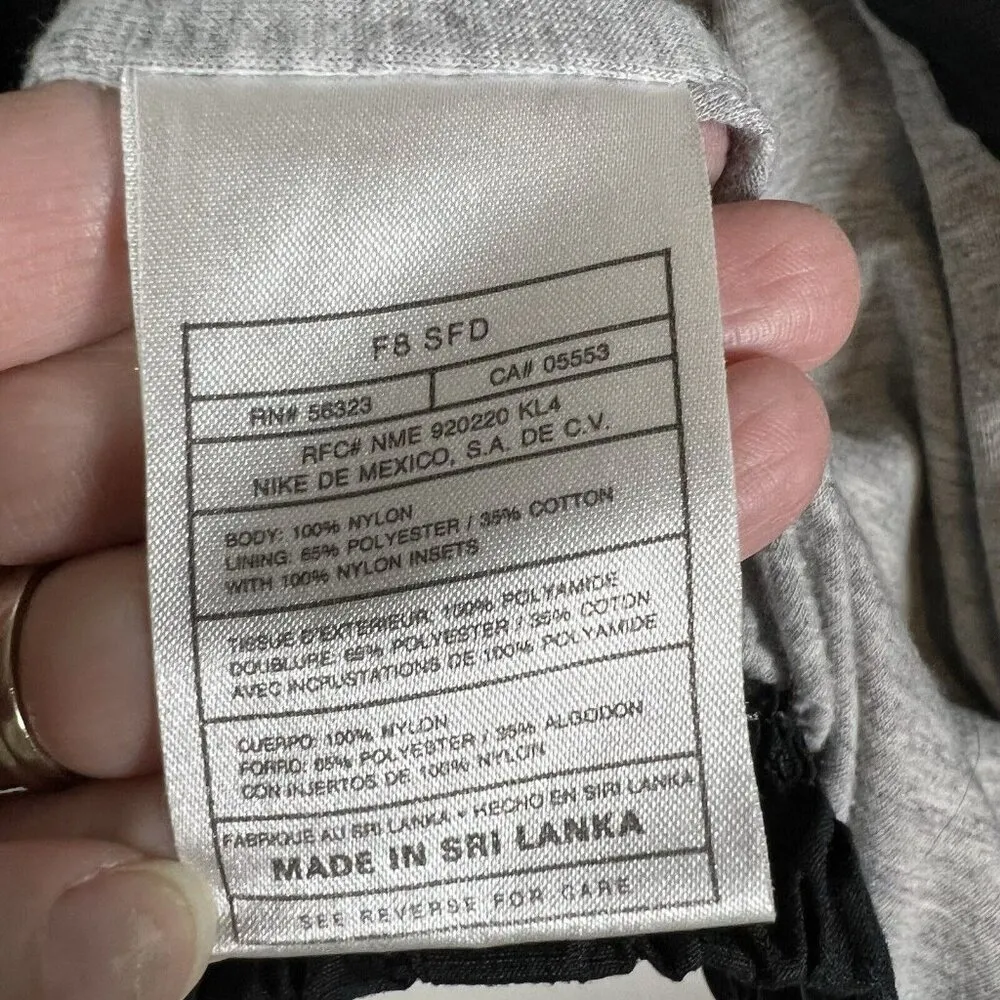 F8 SFD
RN# 56323
CA# 05553
RFC# NME 920220 KL4
NIKE DE MEXICO, S.A. DE C.V.
BODY: 100% NYLON
LINING: 65% POLYESTER / 35% COTTON
WITH 100% NYLON INSETS
TISSUE D'EXTERIEUR: 100% POLYAMIDE
DOUBLURE: 65% POLYESTER / 35% COTON
AVEC INCRUSTATIONS DE 100% POLYAMIDE
CUERPO: 100% NYLON
FORRO: 65% POLYESTER / 35% ALGODON
CON INJERTOS DE 100% NYLON
FABRIQUE AU SRI LANKA • HECHO EN SIRI LANKA
MADE IN SRI LANKA
SEE REVERSE FOR CARE